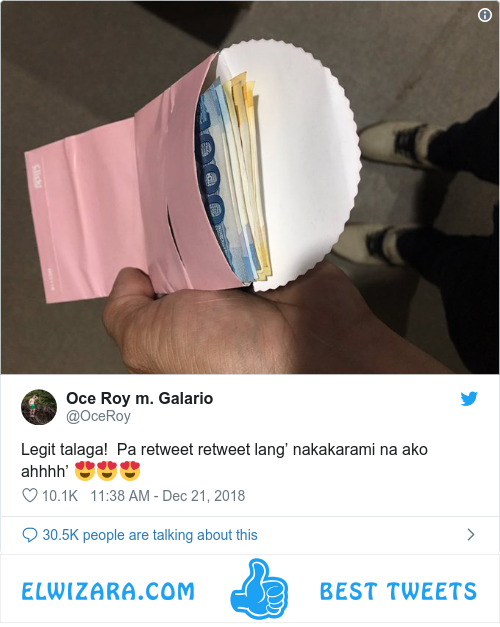 Oce Roy m. Galario
@OceRoy
Legit talaga!  Pa retweet retweet lang’ nakakarami na ako
ahhhh’ 😍😍😍
10.1K 11:38 AM - Dec 21, 2018
30.5K people are talking about this
ELWIZARA.COM BEST TWEETS